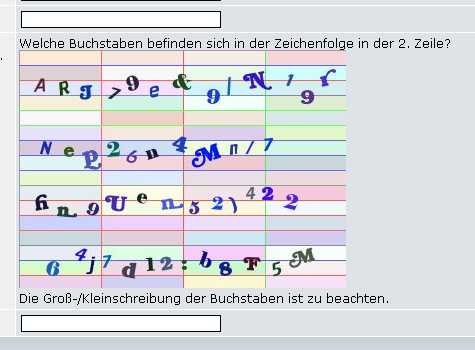 Welche Buchstaben befinden sich in der Zeichenfolge in der 2. Zeile?
A R g > 9 e & 9 / N 9 r
N e p 2 6 n 4 M n / 7
n 9 U e n 5 2 ) 4 2 2
6 4 j 7 d 1 2 : b 8 F 5 M
Die Groß-/Kleinschreibung der Buchstaben ist zu beachten.